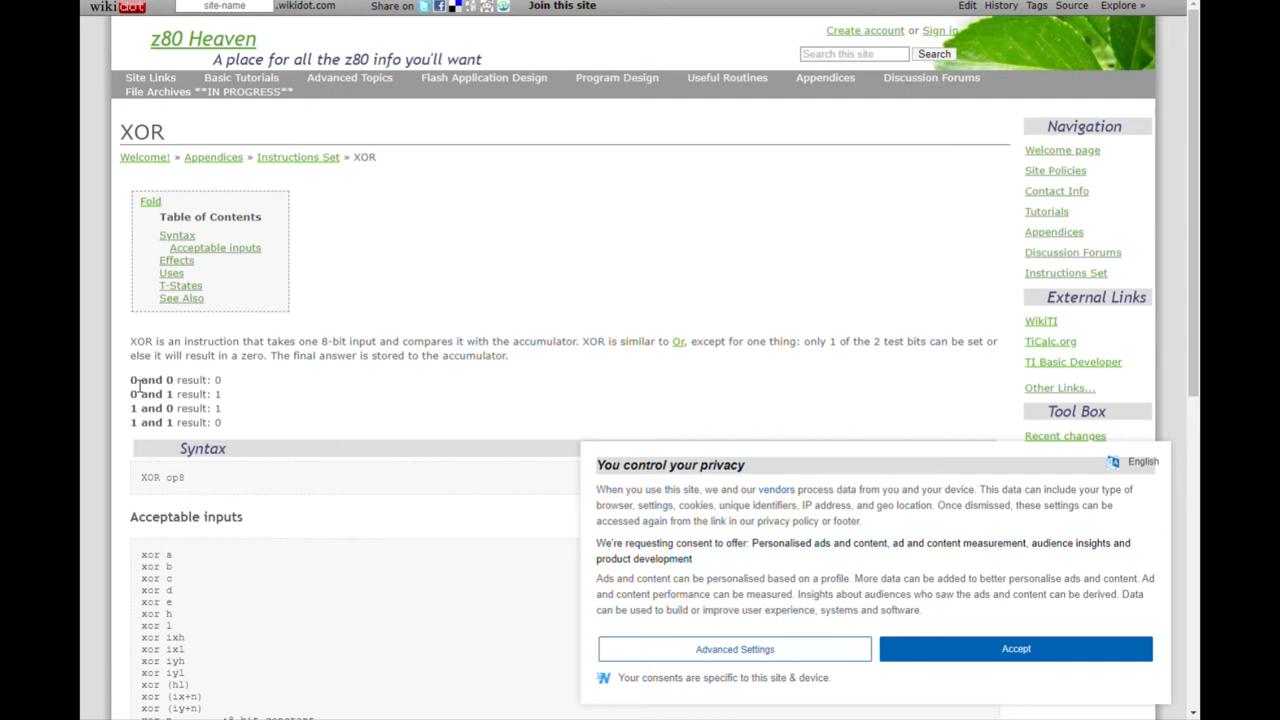 wikidot site-name .wikidot.com Share on Join this site Edit History Tags Source Explore »
z80 Heaven
A place for all the z80 info you'll want
Create account or Sign in
Search this site Search
Site Links Basic Tutorials Advanced Topics Flash Application Design Program Design Useful Routines Appendices Discussion Forums
File Archives **IN PROGRESS**
XOR
Welcome! » Appendices » Instructions Set » XOR
Fold
Table of Contents
Syntax
Acceptable inputs
Effects
Uses
T-States
See Also
XOR is an instruction that takes one 8-bit input and compares it with the accumulator. XOR is similar to Or, except for one thing: only 1 of the 2 test bits can be set or
else it will result in a zero. The final answer is stored to the accumulator.
0 and 0 result: 0
0 and 1 result: 1
1 and 0 result: 1
1 and 1 result: 0
Syntax
XOR op8
Acceptable inputs
xor a
xor b
xor c
xor d
xor e
xor h
xor l
xor ixh
xor ixl
xor iyh
xor iyl
xor (hl)
xor (ix+n)
xor (iy+n)
Navigation
Welcome page
Site Policies
Contact Info
Tutorials
Appendices
Discussion Forums
Instructions Set
External Links
WikiTI
TiCalc.org
TI Basic Developer
Other Links...
Tool Box
Recent changes
You control your privacy
English
When you use this site, we and our vendors process data from you and your device. This data can include your type of
browser, settings, cookies, unique identifiers, IP address, and geo location. Once dismissed, these settings can be
accessed again from the link in our privacy policy or footer.
We're requesting consent to offer: Personalised ads and content, ad and content measurement, audience insights and
product development
Ads and content can be personalised based on a profile. More data can be added to better personalise ads and content. Ad
and content performance can be measured. Insights about audiences who saw the ads and content can be derived. Data
can be used to build or improve user experience, systems and software.
Advanced Settings Accept
Your consents are specific to this site & device.